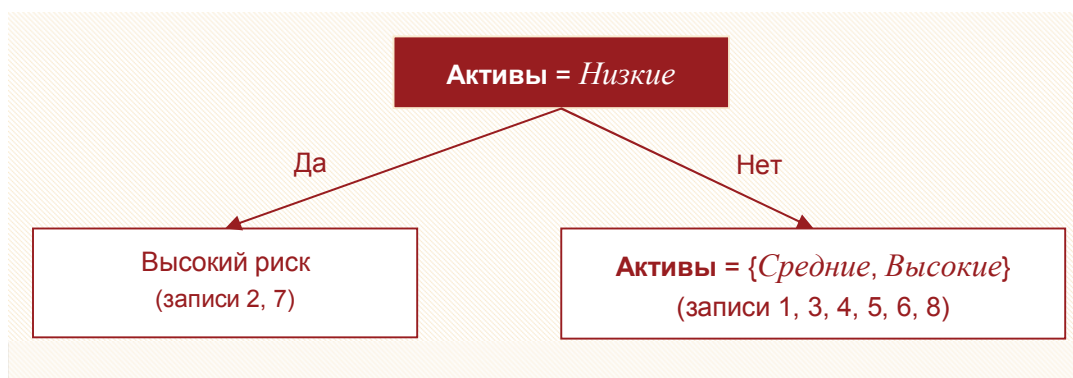 Активы = Низкие
Да
Нет
Высокий риск
(записи 2, 7)
Активы = {Средние, Высокие}
(записи 1, 3, 4, 5, 6, 8)